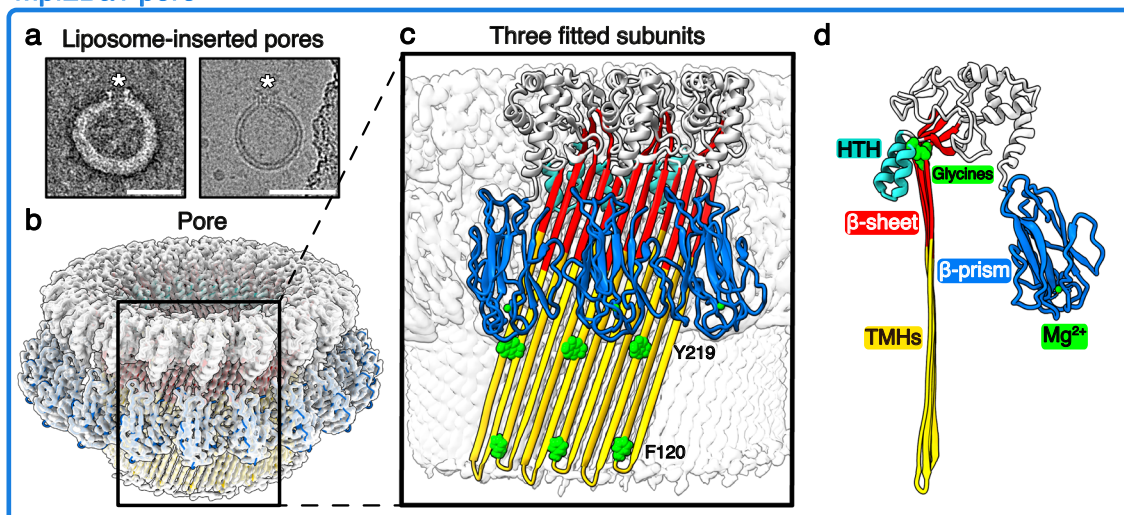 a
Liposome-inserted pores
*
*
b
Pore
c
Three fitted subunits
Y219
F120
d
HTH
Glycines
β-sheet
β-prism
TMHs
Mg²⁺